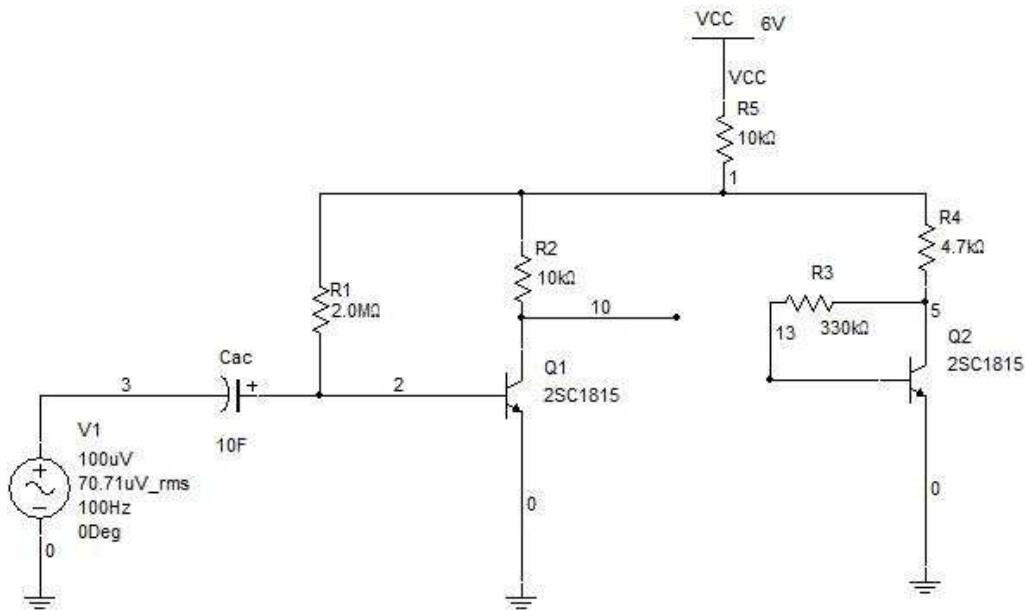 VCC
6V
VCC
R5
10kΩ
1
R4
4.7kΩ
R2
10kΩ
R3
330kΩ
R1
2.0MΩ
10
13
5
Q2
2SC1815
Cac
+
Q1
2SC1815
3
2
10F
V1
100uV
70.71uV_rms
100Hz
0Deg
0
0
0